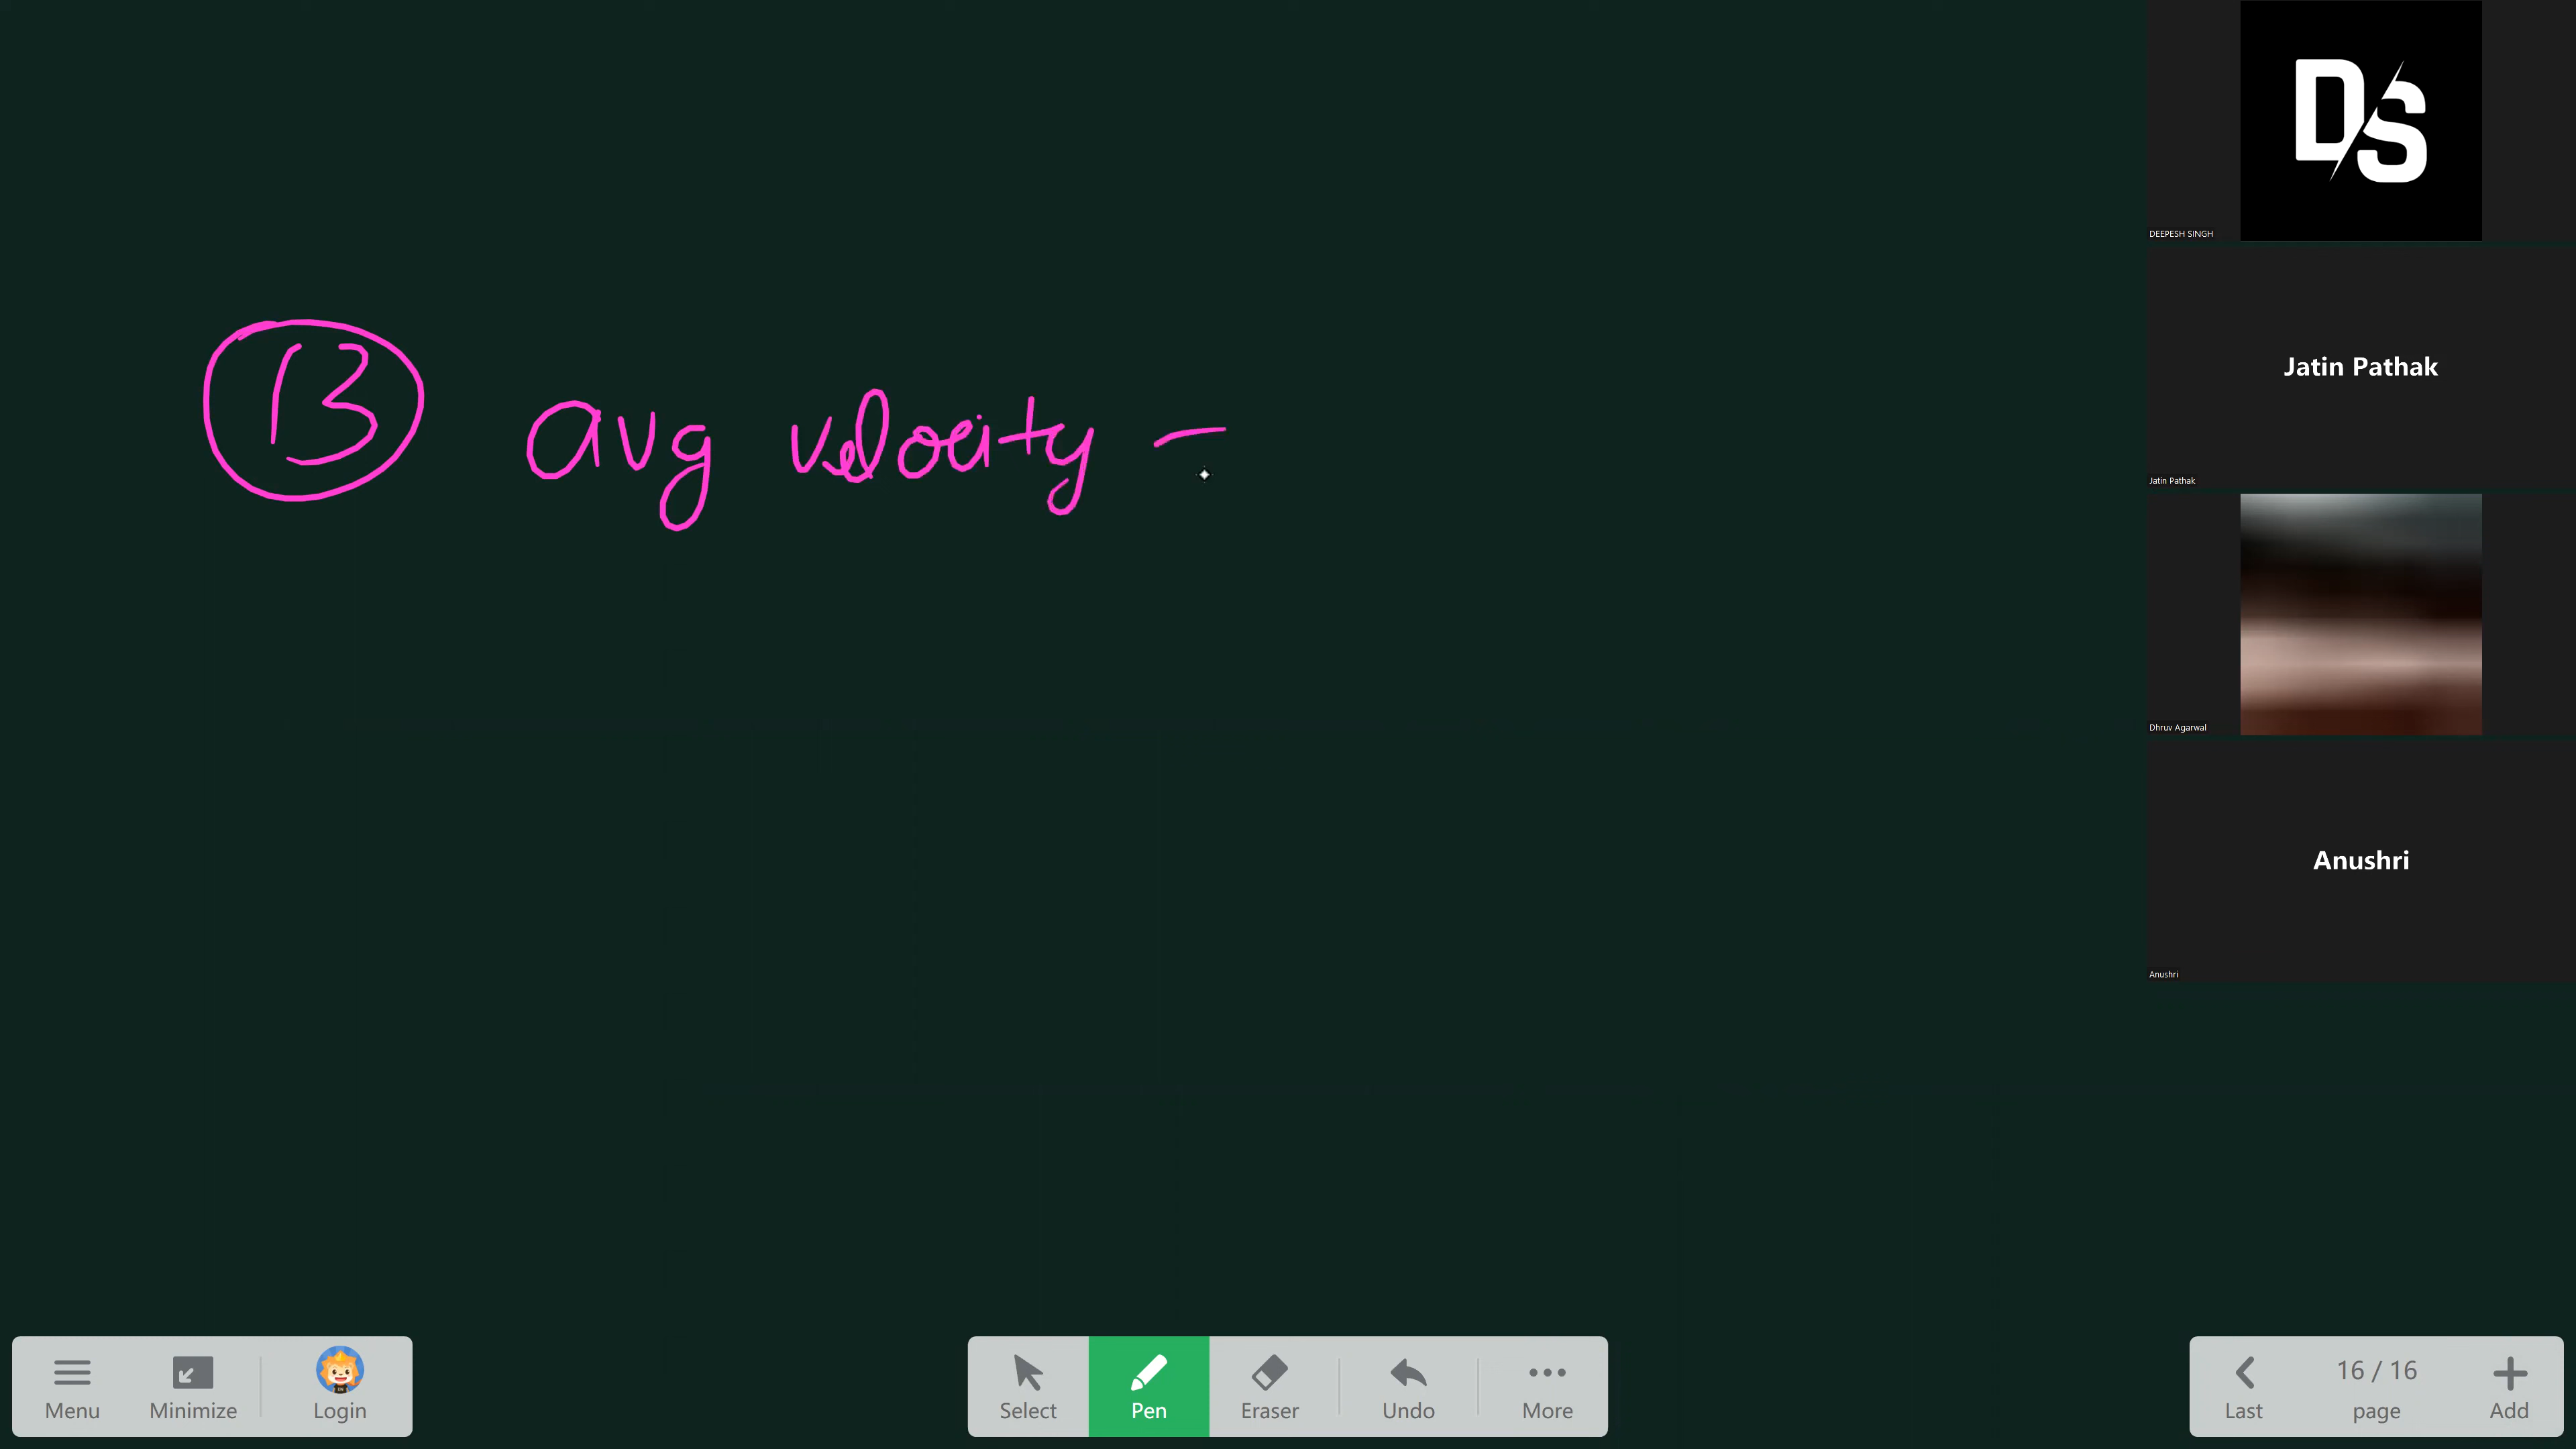 DS
DEEPESH SINGH
Jatin Pathak
Jatin Pathak
13 avg velocity -
Dhruv Agarwal
Anushri
Anushri
Menu Minimize Login Select Pen Eraser Undo More Last 16 / 16 page Add